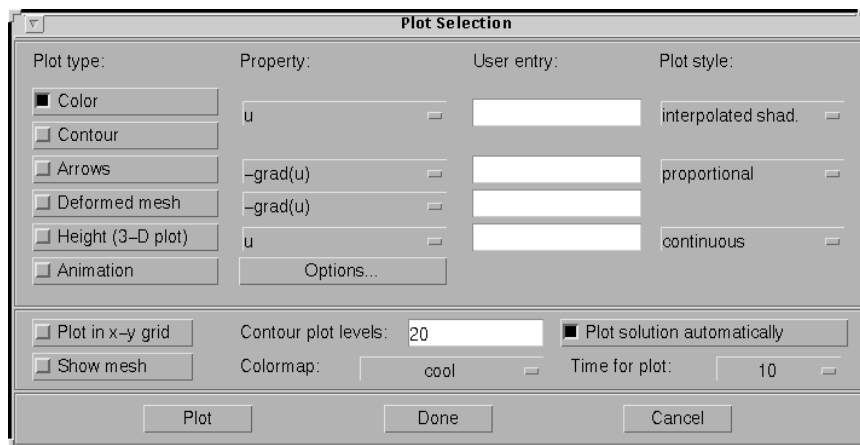 Plot Selection
Plot type: Property: User entry: Plot style:
Color
u interpolated shad.
Contour
Arrows −grad(u) proportional
Deformed mesh −grad(u)
Height (3−D plot) u continuous
Animation Options...
Plot in x−y grid Contour plot levels: 20 Plot solution automatically
Show mesh Colormap: cool Time for plot: 10
Plot Done Cancel